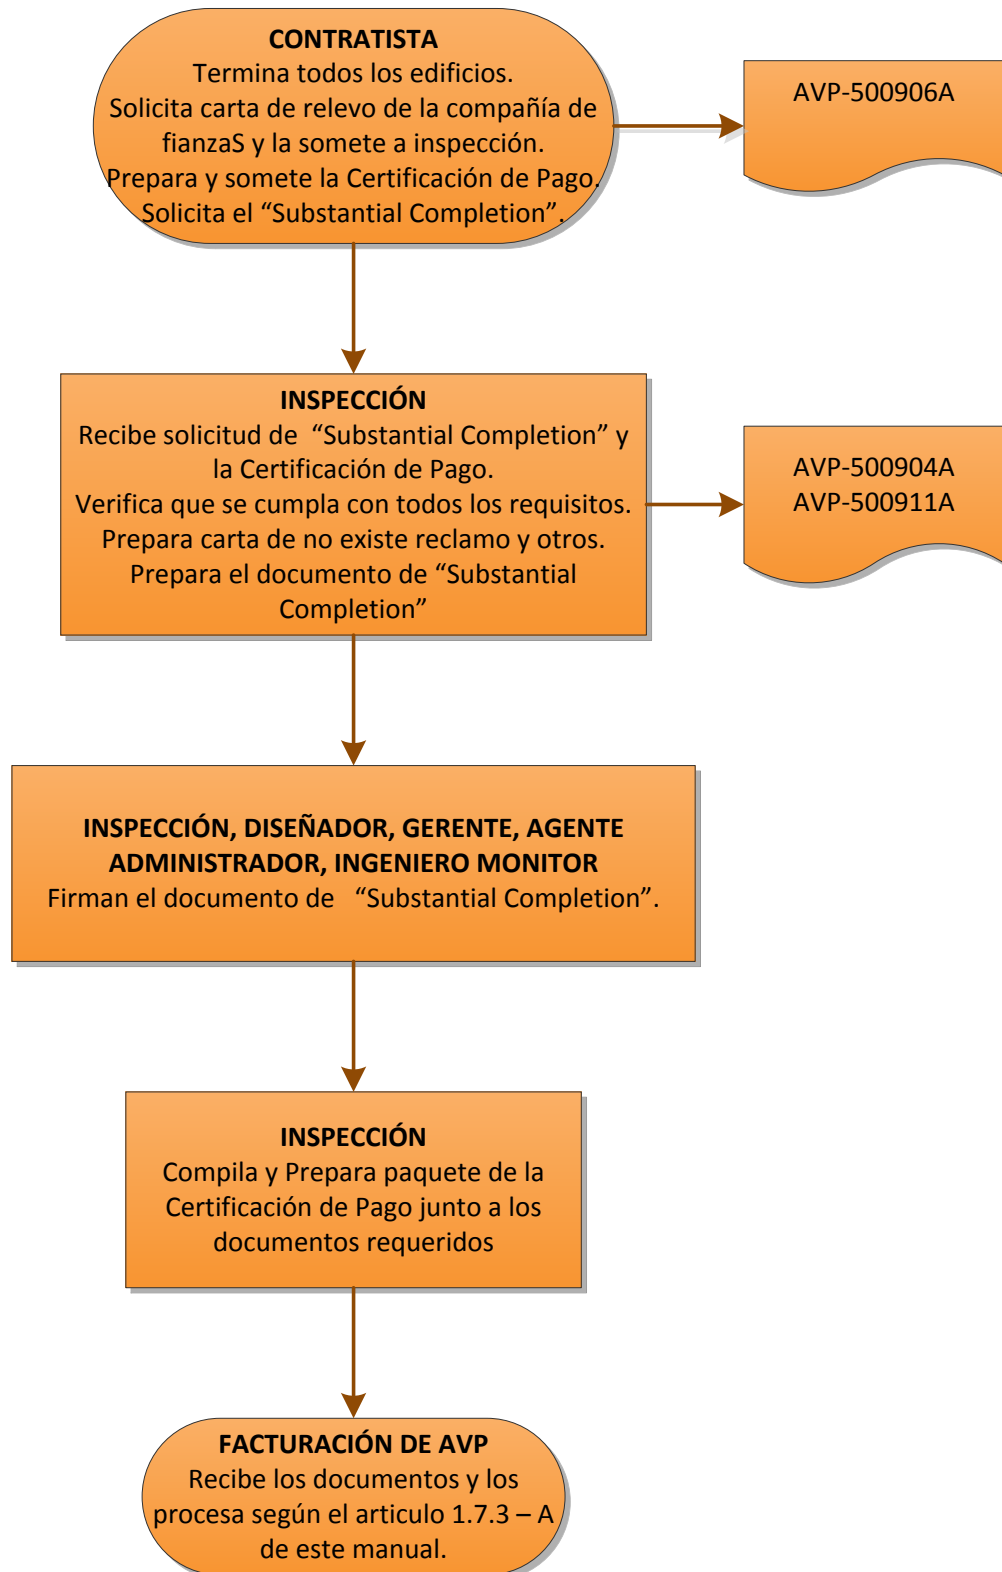 CONTRATISTA
Termina todos los edificios.
Solicita carta de relevo de la compañía de
fianzaS y la somete a inspección.
Prepara y somete la Certificación de Pago.
Solicita el “Substantial Completion”.
AVP-500906A
INSPECCIÓN
Recibe solicitud de “Substantial Completion” y
la Certificación de Pago.
Verifica que se cumpla con todos los requisitos.
Prepara carta de no existe reclamo y otros.
Prepara el documento de “Substantial
Completion”
AVP-500904A
AVP-500911A
INSPECCIÓN, DISEÑADOR, GERENTE, AGENTE
ADMINISTRADOR, INGENIERO MONITOR
Firman el documento de “Substantial Completion”.
INSPECCIÓN
Compila y Prepara paquete de la
Certificación de Pago junto a los
documentos requeridos
FACTURACIÓN DE AVP
Recibe los documentos y los
procesa según el articulo 1.7.3 – A
de este manual.